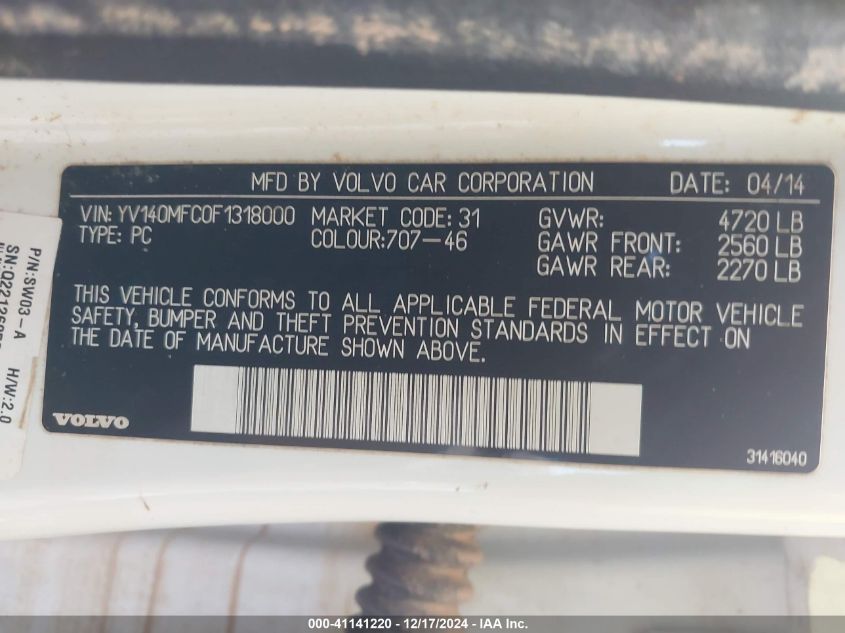 MFD BY VOLVO CAR CORPORATION DATE: 04/14
VIN: YV140MFC0F1318000 MARKET CODE: 31 GVWR: 4720 LB
TYPE: PC COLOUR:707-46 GAWR FRONT: 2560 LB
GAWR REAR: 2270 LB
THIS VEHICLE CONFORMS TO ALL APPLICABLE FEDERAL MOTOR VEHICLE
SAFETY, BUMPER AND THEFT PREVENTION STANDARDS IN EFFECT ON
THE DATE OF MANUFACTURE SHOWN ABOVE.
VOLVO
31416040
P/N:SW03-A H/W:2.0
000-41141220 - 12/17/2024 - IAA Inc.